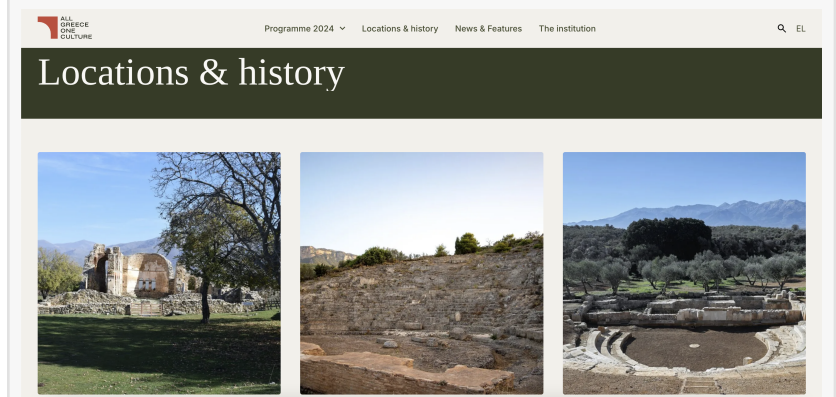 ALL
GREECE
ONE
CULTURE
Programme 2024
Locations & history
News & Features
The institution
EL
Locations & history